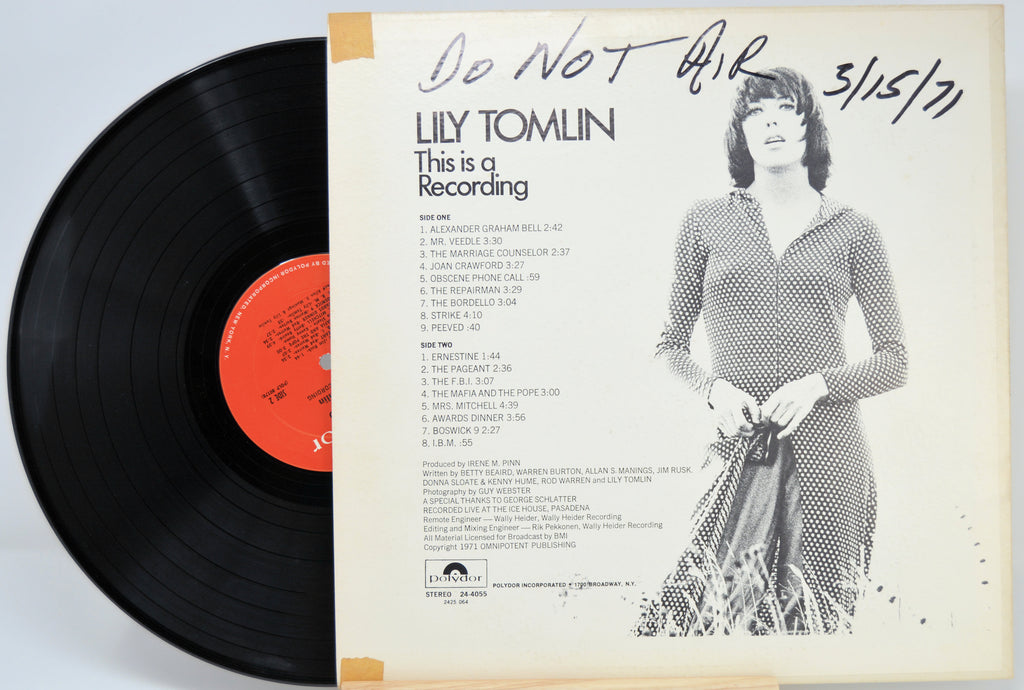 DO NOT AIR 3/15/71
LILY TOMLIN
This is a
Recording
SIDE ONE
1. ALEXANDER GRAHAM BELL 2:42
2. MR. VEEDLE 3:30
3. THE MARRIAGE COUNSELOR 2:37
4. JOAN CRAWFORD 3:27
5. OBSCENE PHONE CALL :59
6. THE REPAIRMAN 3:29
7. THE BORDELLO 3:04
8. STRIKE 4:10
9. PEEVED :40
SIDE TWO
1. ERNESTINE 1:44
2. THE PAGEANT 2:36
3. THE F.B.I. 3:07
4. THE MAFIA AND THE POPE 3:00
5. MRS. MITCHELL 4:39
6. AWARDS DINNER 3:56
7. BOSWICK 9 2:27
8. I.B.M. :55
Produced by IRENE M. PINN
Written by BETTY BEAIRD, WARREN BURTON, ALLAN S. MANINGS, JIM RUSK.
DONNA SLOATE & KENNY HUME, ROD WARREN and LILY TOMLIN
Photography by GUY WEBSTER
A SPECIAL THANKS TO GEORGE SCHLATTER
RECORDED LIVE AT THE ICE HOUSE, PASADENA
Remote Engineer — Wally Heider, Wally Heider Recording
Editing and Mixing Engineer — Rik Pekkonen, Wally Heider Recording
All Material Licensed for Broadcast by BMI
Copyright 1971 OMNIPOTENT PUBLISHING
polydor POLYDOR INCORPORATED • 1700 BROADWAY, N.Y.
STEREO 24-4055
2425 064
SIDE 2
POLYDOR INCORPORATED, NEW YORK, N.Y.